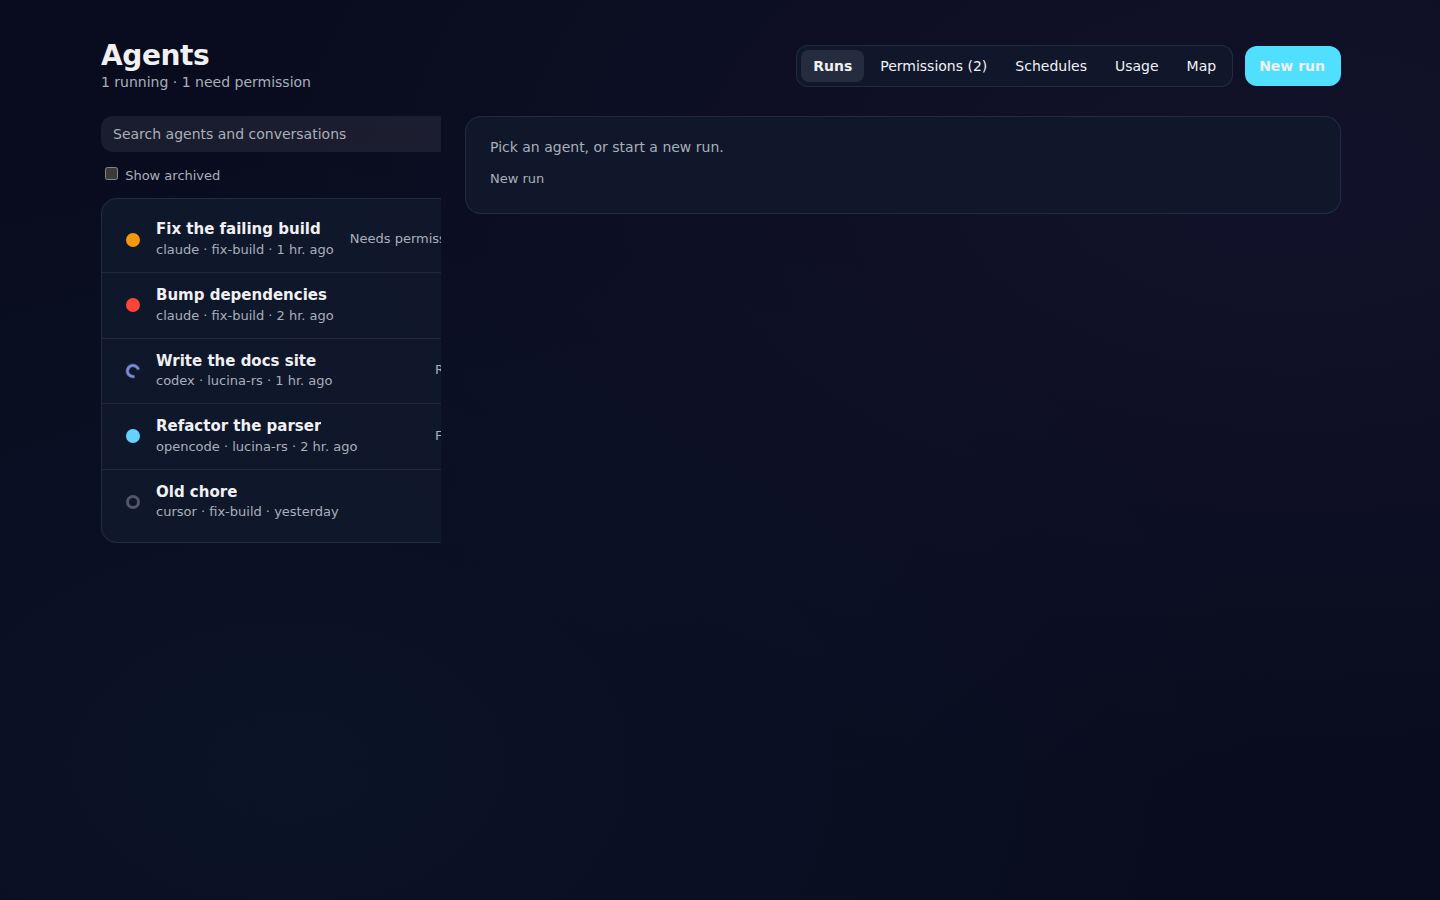 Agents
1 running · 1 need permission
Runs
Permissions (2)
Schedules
Usage
Map
New run
Search agents and conversations
Show archived
Fix the failing build
claude · fix-build · 1 hr. ago
Needs permiss
Bump dependencies
claude · fix-build · 2 hr. ago
Write the docs site
codex · lucina-rs · 1 hr. ago
R
Refactor the parser
opencode · lucina-rs · 2 hr. ago
F
Old chore
cursor · fix-build · yesterday
Pick an agent, or start a new run.
New run